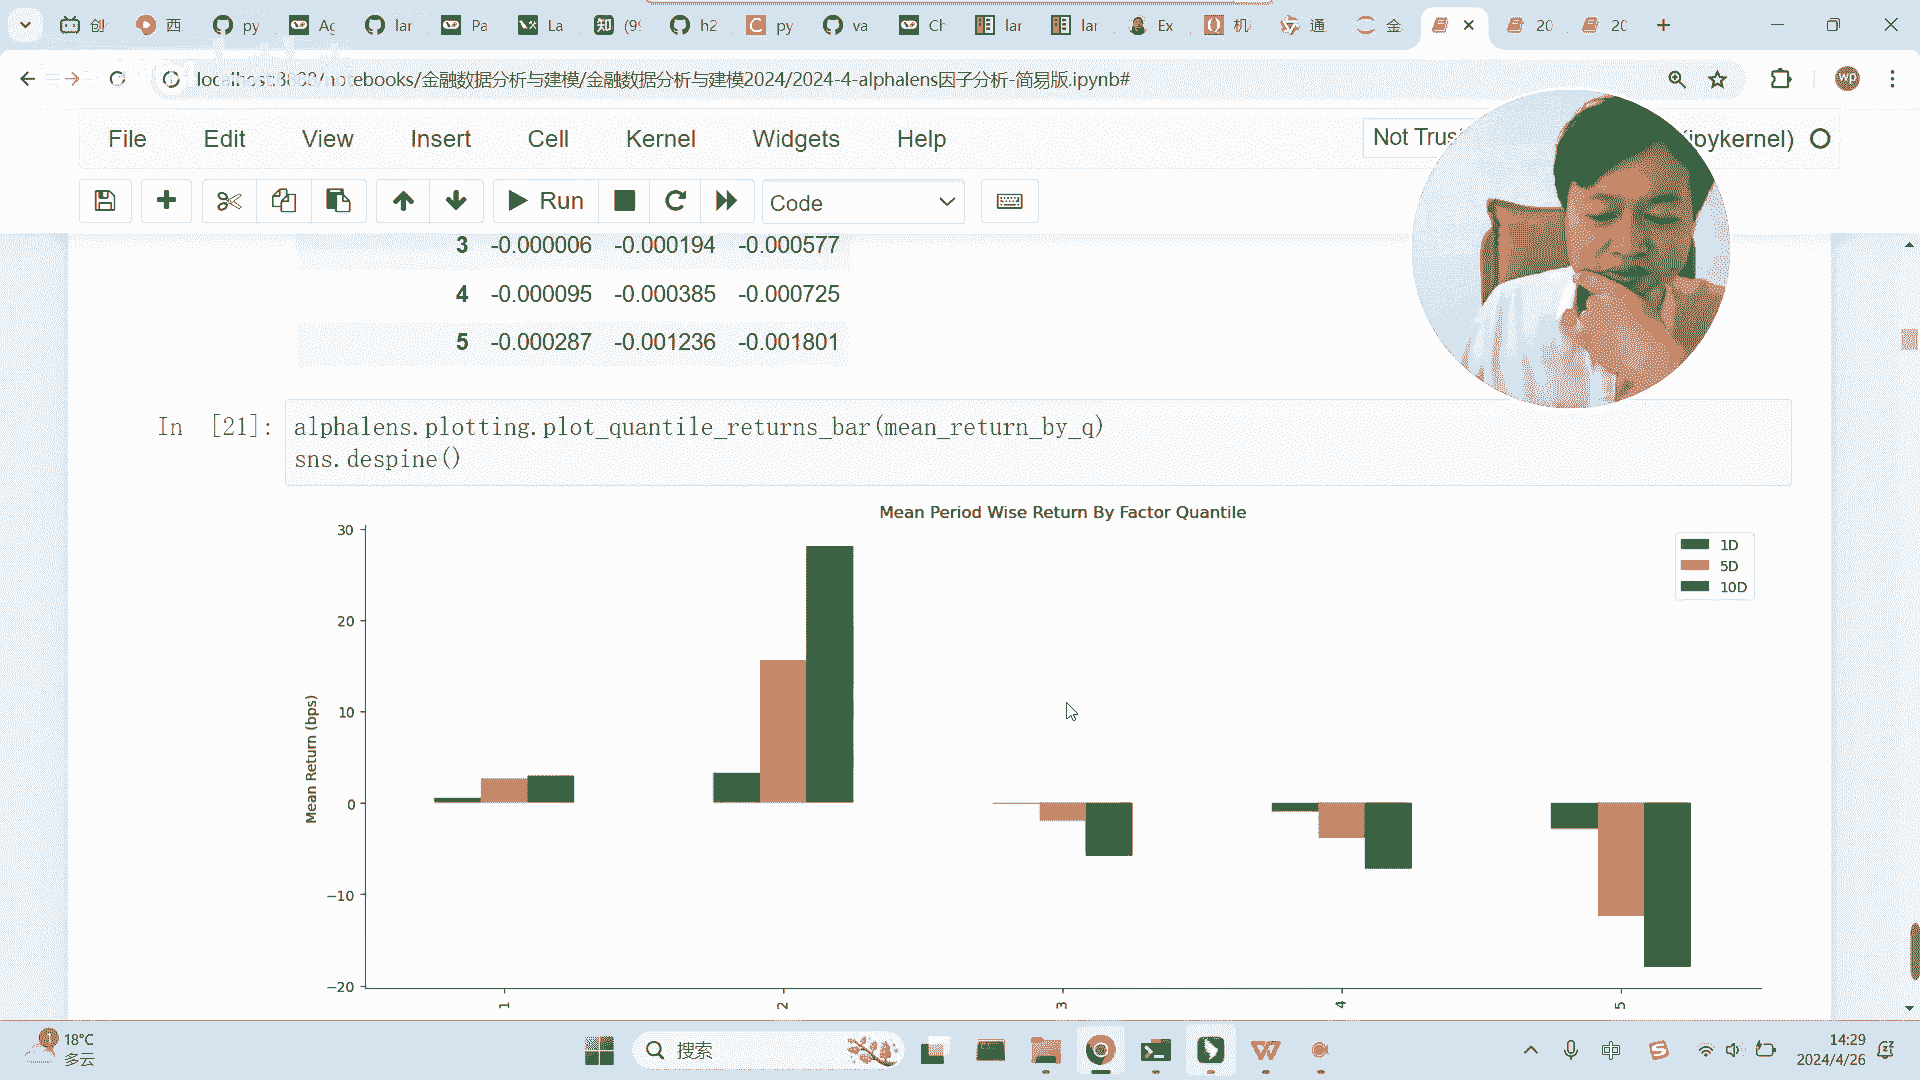 创 西 py Ag lar Pa La (99 h2 py va Ch lar lar Ex 机 通 金 20 20
localhost:8888/notebooks/金融数据分析与建模/金融数据分析与建模2024/2024-4-alphalens因子分析-简易版.ipynb#
wp
File Edit View Insert Cell Kernel Widgets Help Not Trus (ipykernel)
Run Code
3 -0.000006 -0.000194 -0.000577
4 -0.000095 -0.000385 -0.000725
5 -0.000287 -0.001236 -0.001801
In [21]: alphalens.plotting.plot_quantile_returns_bar(mean_return_by_q)
sns.despine()
Mean Period Wise Return By Factor Quantile
30
20
10
0
−10
−20
Mean Return (bps)
1D
5D
10D
1 2 3 4 5
1 18°C
多云
搜索
中
14:29
2024/4/26